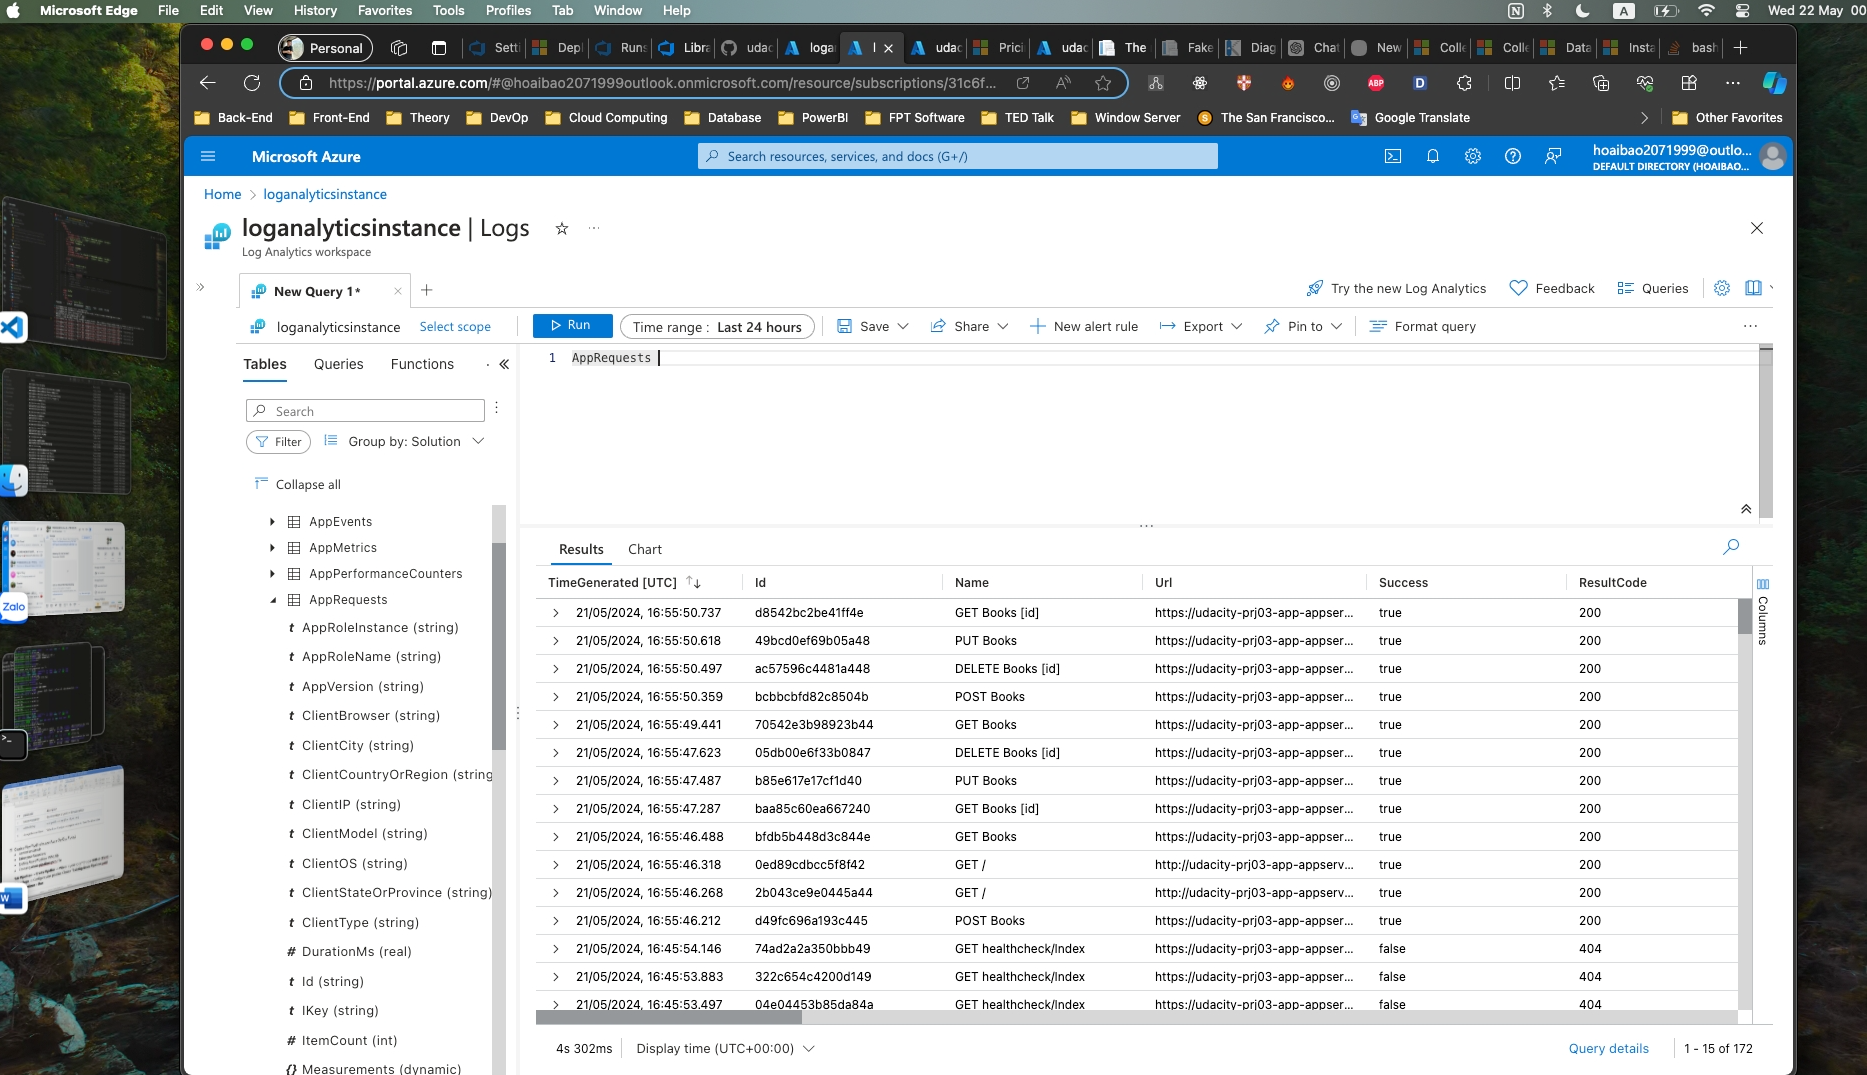 Microsoft Edge File Edit View History Favorites Tools Profiles Tab Window Help
N A Wed 22 May 00
Personal Setti Depl Runs Libra udac loga I udac Prici udac The Fake Diag Chat New Colle Colle Data Insta bash
https://portal.azure.com/#@hoaibao2071999outlook.onmicrosoft.com/resource/subscriptions/31c6f...
ABP D
Back-End Front-End Theory DevOp Cloud Computing Database PowerBI FPT Software TED Talk Window Server The San Francisco... Google Translate Other Favorites
Microsoft Azure Search resources, services, and docs (G+/) hoaibao2071999@outlo...
DEFAULT DIRECTORY (HOAIBAO...
Home > loganalyticsinstance
loganalyticsinstance | Logs
Log Analytics workspace
New Query 1*
Try the new Log Analytics Feedback Queries
loganalyticsinstance Select scope Run Time range : Last 24 hours Save Share New alert rule Export Pin to Format query
Tables Queries Functions
1 AppRequests
Search
Filter Group by: Solution
Collapse all
AppEvents
AppMetrics
AppPerformanceCounters
AppRequests
t AppRoleInstance (string)
t AppRoleName (string)
t AppVersion (string)
t ClientBrowser (string)
t ClientCity (string)
t ClientCountryOrRegion (string
t ClientIP (string)
t ClientModel (string)
t ClientOS (string)
t ClientStateOrProvince (string)
t ClientType (string)
# DurationMs (real)
t Id (string)
t IKey (string)
# ItemCount (int)
{} Measurements (dynamic)
Results Chart
TimeGenerated [UTC] Id Name Url Success ResultCode
21/05/2024, 16:55:50.737 d8542bc2be41ff4e GET Books [id] https://udacity-prj03-app-appser... true 200
21/05/2024, 16:55:50.618 49bcd0ef69b05a48 PUT Books https://udacity-prj03-app-appser... true 200
21/05/2024, 16:55:50.497 ac57596c4481a448 DELETE Books [id] https://udacity-prj03-app-appser... true 200
21/05/2024, 16:55:50.359 bcbbcbfd82c8504b POST Books https://udacity-prj03-app-appser... true 200
21/05/2024, 16:55:49.441 70542e3b98923b44 GET Books https://udacity-prj03-app-appser... true 200
21/05/2024, 16:55:47.623 05db00e6f33b0847 DELETE Books [id] https://udacity-prj03-app-appser... true 200
21/05/2024, 16:55:47.487 b85e617e17cf1d40 PUT Books https://udacity-prj03-app-appser... true 200
21/05/2024, 16:55:47.287 baa85c60ea667240 GET Books [id] https://udacity-prj03-app-appser... true 200
21/05/2024, 16:55:46.488 bfdb5b448d3c844e GET Books https://udacity-prj03-app-appser... true 200
21/05/2024, 16:55:46.318 0ed89cdbcc5f8f42 GET / http://udacity-prj03-app-appserv... true 200
21/05/2024, 16:55:46.268 2b043ce9e0445a44 GET / http://udacity-prj03-app-appserv... true 200
21/05/2024, 16:55:46.212 d49fc696a193c445 POST Books https://udacity-prj03-app-appser... true 200
21/05/2024, 16:45:54.146 74ad2a2a350bbb49 GET healthcheck/Index https://udacity-prj03-app-appser... false 404
21/05/2024, 16:45:53.883 322c654c4200d149 GET healthcheck/Index https://udacity-prj03-app-appser... false 404
21/05/2024, 16:45:53.497 04e04453b85da84a GET healthcheck/Index https://udacity-prj03-app-appser... false 404
Columns
4s 302ms Display time (UTC+00:00) Query details 1 - 15 of 172
Zalo
W